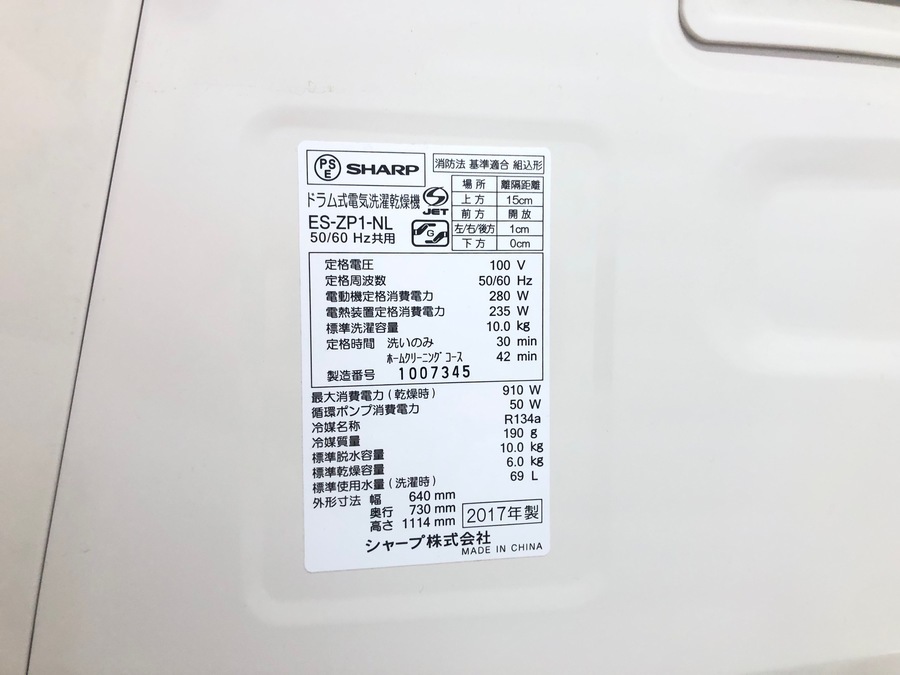 PSE SHARP
ドラム式電気洗濯乾燥機
ES-ZP1-NL
50/60 Hz共用
JET
G
消防法 基準適合 組込形
場所 離隔距離
上方 15cm
前方 開放
左/右/後方 1cm
下方 0cm
定格電圧 100 V
定格周波数 50/60 Hz
電動機定格消費電力 280 W
電熱装置定格消費電力 235 W
標準洗濯容量 10.0 kg
定格時間 洗いのみ 30 min
ホームクリーニングコース 42 min
製造番号 1007345
最大消費電力(乾燥時) 910 W
循環ポンプ消費電力 50 W
冷媒名称 R134a
冷媒質量 190 g
標準脱水容量 10.0 kg
標準乾燥容量 6.0 kg
標準使用水量(洗濯時) 69 L
外形寸法 幅 640 mm
奥行 730 mm
高さ 1114 mm
2017年製
シャープ株式会社
MADE IN CHINA